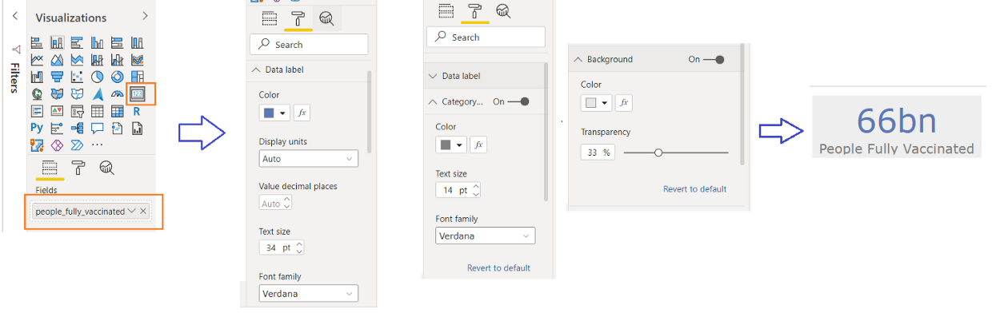 Visualizations
Filters
123
R
Py
Fields
people_fully_vaccinated
Search
Data label
Color
fx
Display units
Auto
Value decimal places
Auto
Text size
34 pt
Font family
Verdana
Search
Data label
Category... On
Color
fx
Text size
14 pt
Font family
Verdana
Revert to default
Background On
Color
fx
Transparency
33 %
Revert to default
66bn
People Fully Vaccinated